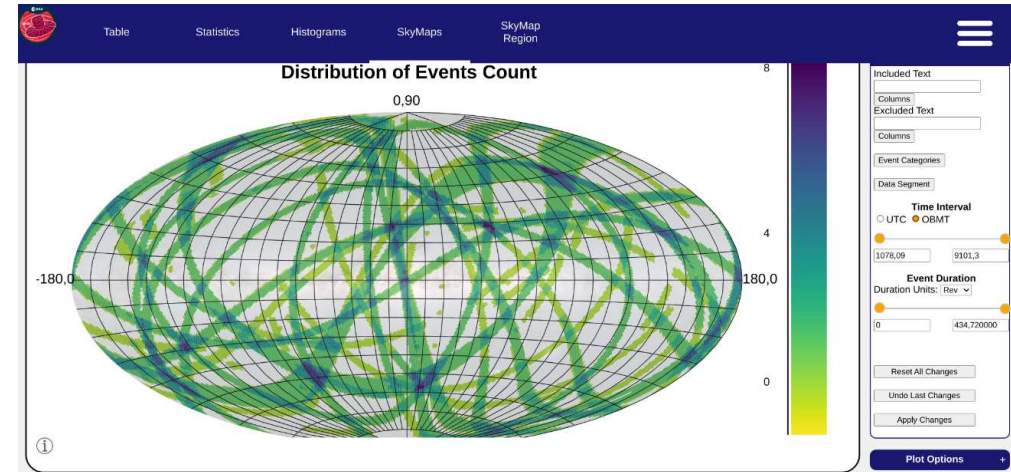 Table
Statistics
Histograms
SkyMaps
SkyMap
Region
Distribution of Events Count
0,90
-180,0
180,0
8
4
0
Included Text
Columns
Excluded Text
Columns
Event Categories
Data Segment
Time Interval
UTC OBMT
1078,09 9101,3
Event Duration
Duration Units: Rev
0 434,720000
Reset All Changes
Undo Last Changes
Apply Changes
Plot Options +